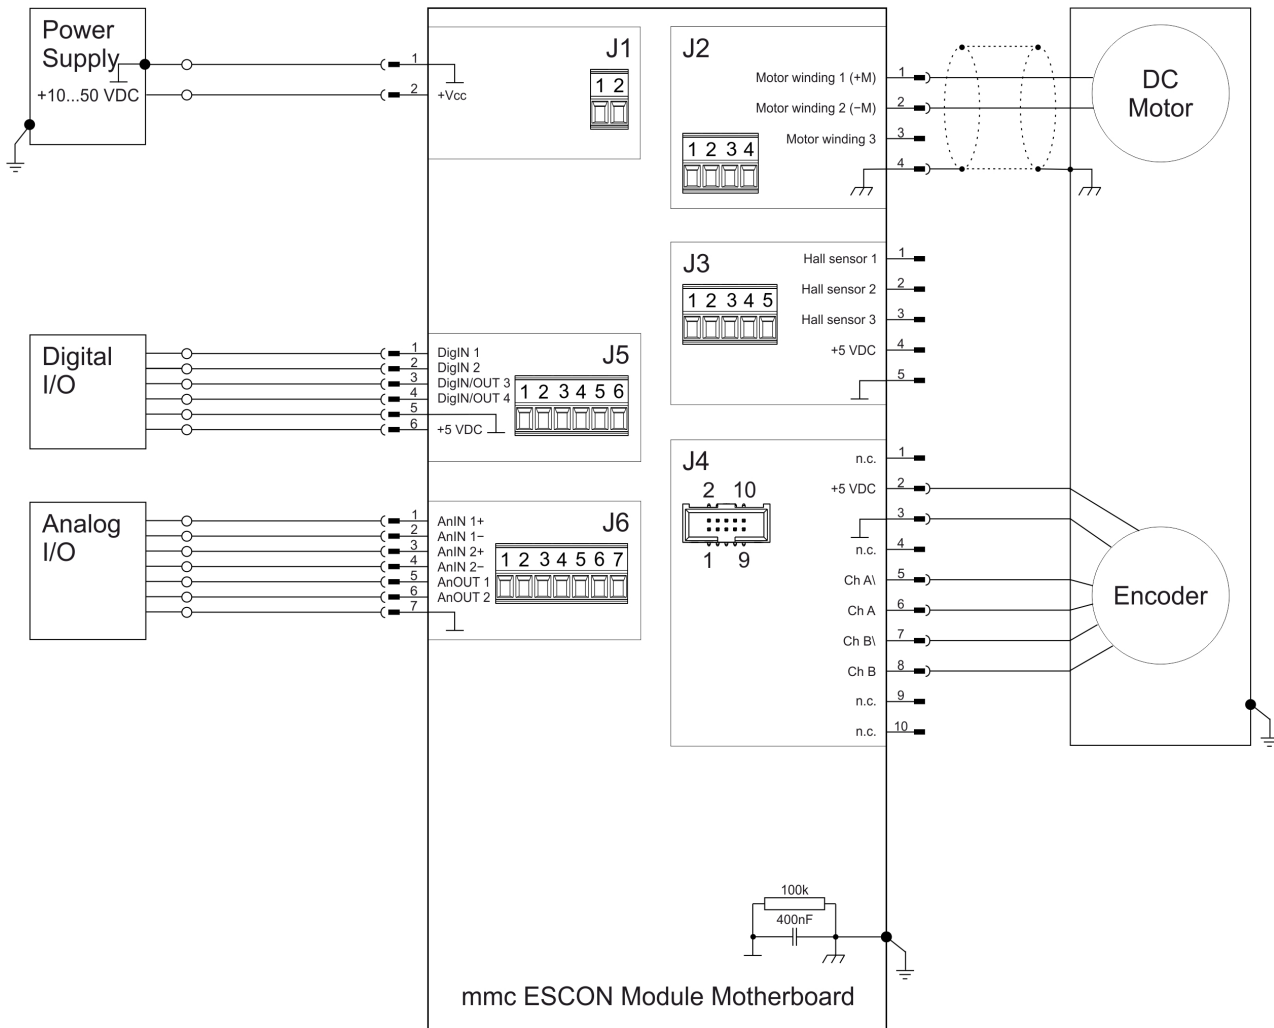 Power
Supply
+10...50 VDC
1
2
+Vcc
J1
1 2
J2
Motor winding 1 (+M)
1
Motor winding 2 (−M)
2
Motor winding 3
3
4
1 2 3 4
DC
Motor
J3
1 2 3 4 5
Hall sensor 1
1
Hall sensor 2
2
Hall sensor 3
3
+5 VDC
4
5
Digital
I/O
1
DigIN 1
2
DigIN 2
3
DigIN/OUT 3
4
DigIN/OUT 4
5
6
+5 VDC
J5
1 2 3 4 5 6
Analog
I/O
1
AnIN 1+
2
AnIN 1−
3
AnIN 2+
4
AnIN 2−
5
AnOUT 1
6
AnOUT 2
7
J6
1 2 3 4 5 6 7
J4
2 10
1 9
n.c.
1
+5 VDC
2
3
n.c.
4
Ch A\
5
Ch A
6
Ch B\
7
Ch B
8
n.c.
9
n.c.
10
Encoder
100k
400nF
mmc ESCON Module Motherboard